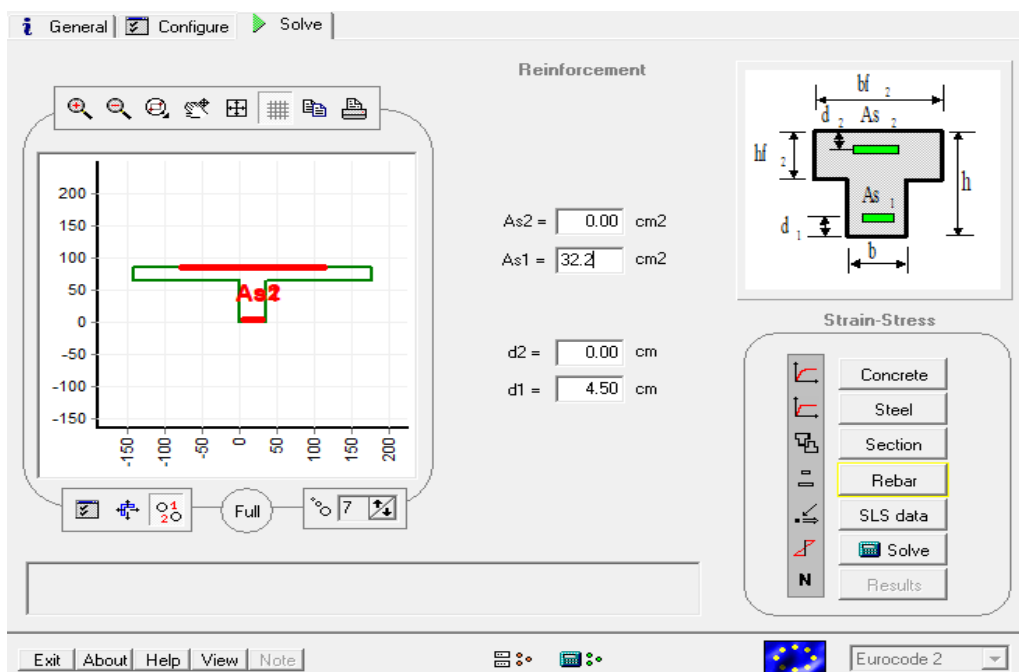 General Configure Solve
Reinforcement
bf 2
d 2 As 2
hf 2
h
As 1
d 1
b
200
150
100
50
0
-50
-100
-150
-150 -100 -50 0 50 100 150 200
As2 = 0.00 cm2
As1 = 32.2 cm2
d2 = 0.00 cm
d1 = 4.50 cm
1
2
Full
7
Strain-Stress
Concrete
Steel
Section
Rebar
SLS data
Solve
N Results
Exit About Help View Note
Eurocode 2